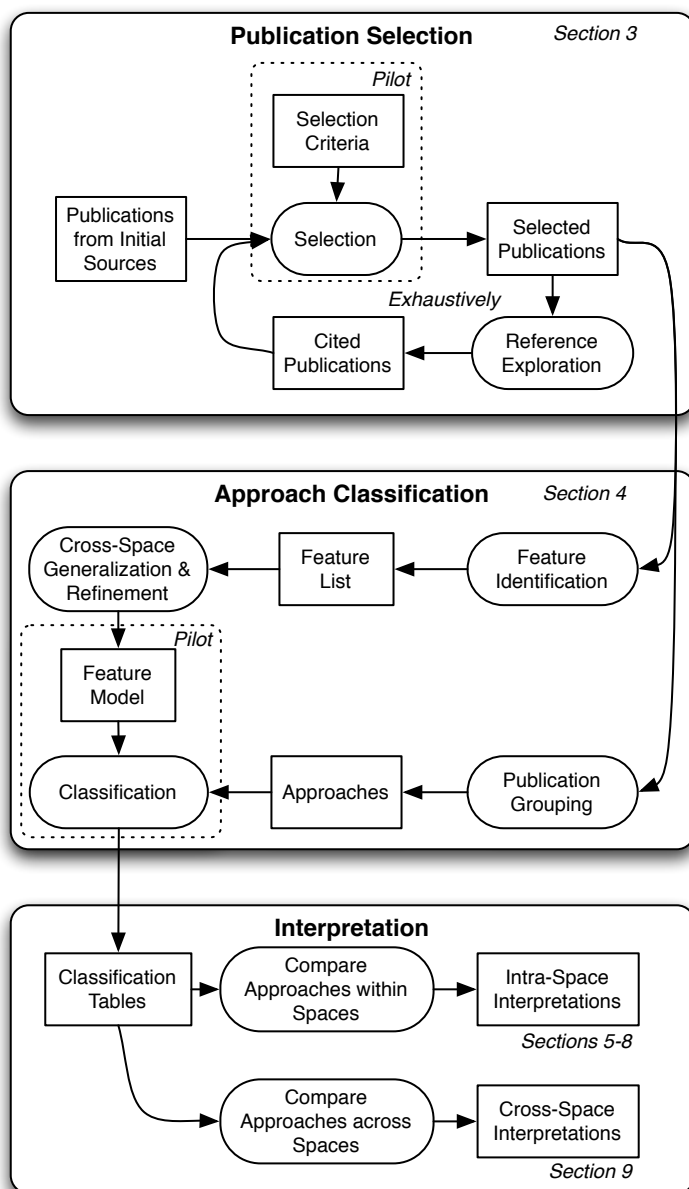 Publication Selection
Section 3
Pilot
Selection
Criteria
Publications
from Initial
Sources
Selection
Selected
Publications
Exhaustively
Cited
Publications
Reference
Exploration
Approach Classification
Section 4
Cross-Space
Generalization &
Refinement
Feature
List
Feature
Identification
Pilot
Feature
Model
Classification
Approaches
Publication
Grouping
Interpretation
Classification
Tables
Compare
Approaches within
Spaces
Intra-Space
Interpretations
Sections 5-8
Compare
Approaches across
Spaces
Cross-Space
Interpretations
Section 9